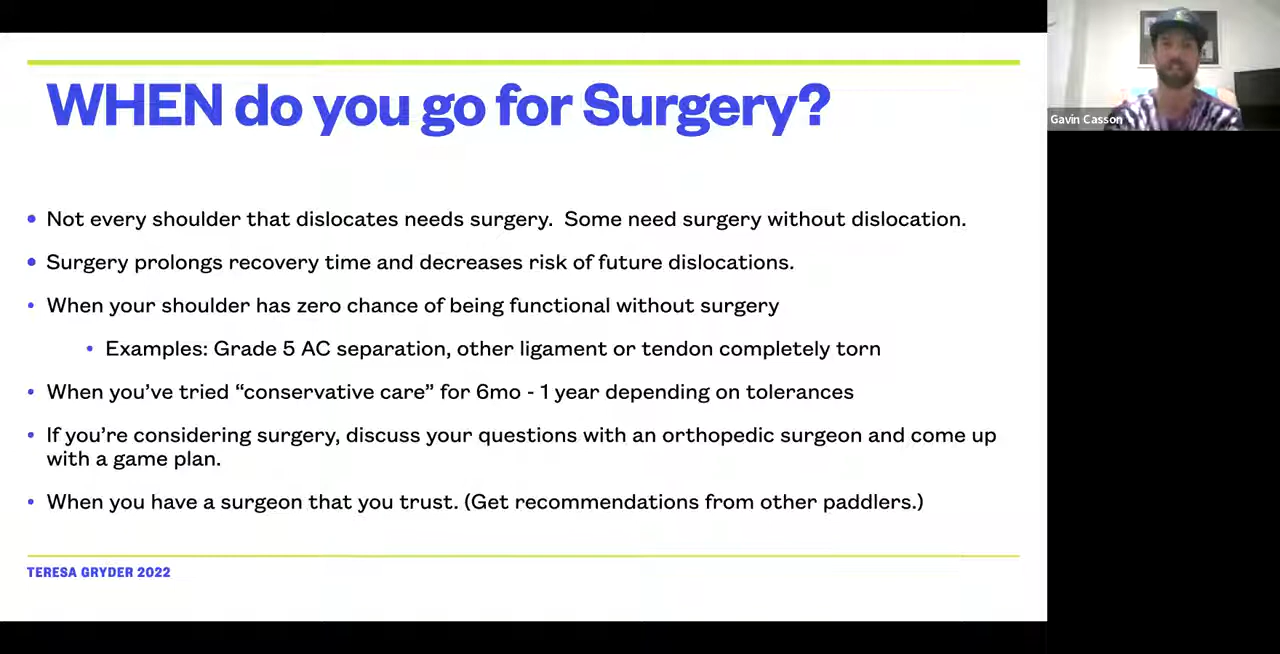 WHEN do you go for Surgery?
Gavin Casson
Not every shoulder that dislocates needs surgery.  Some need surgery without dislocation.
Surgery prolongs recovery time and decreases risk of future dislocations.
When your shoulder has zero chance of being functional without surgery
Examples: Grade 5 AC separation, other ligament or tendon completely torn
When you’ve tried “conservative care” for 6mo - 1 year depending on tolerances
If you’re considering surgery, discuss your questions with an orthopedic surgeon and come up
with a game plan.
When you have a surgeon that you trust. (Get recommendations from other paddlers.)
TERESA GRYDER 2022